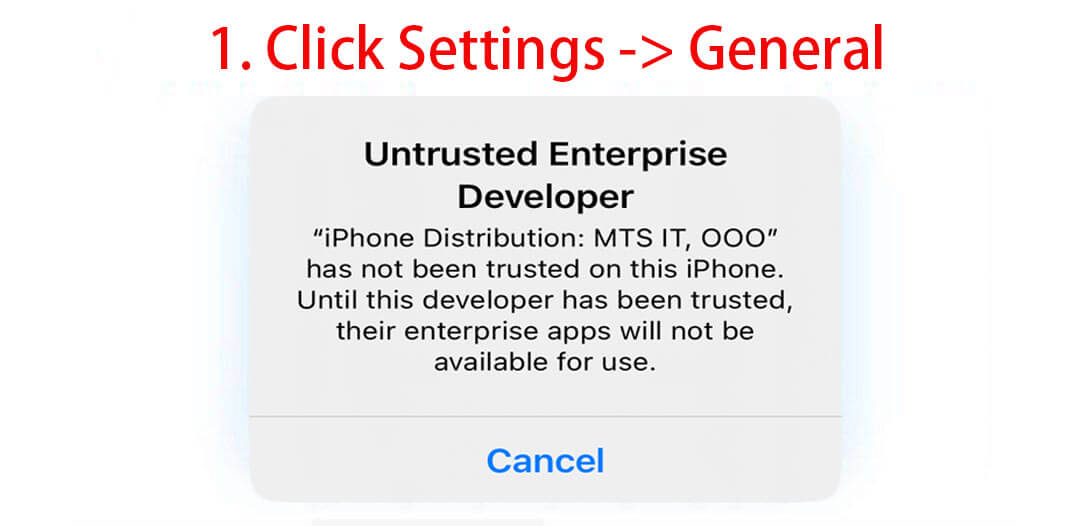 1. Click Settings -> General
Untrusted Enterprise
Developer
“iPhone Distribution: MTS IT, OOO”
has not been trusted on this iPhone.
Until this developer has been trusted,
their enterprise apps will not be
available for use.
Cancel